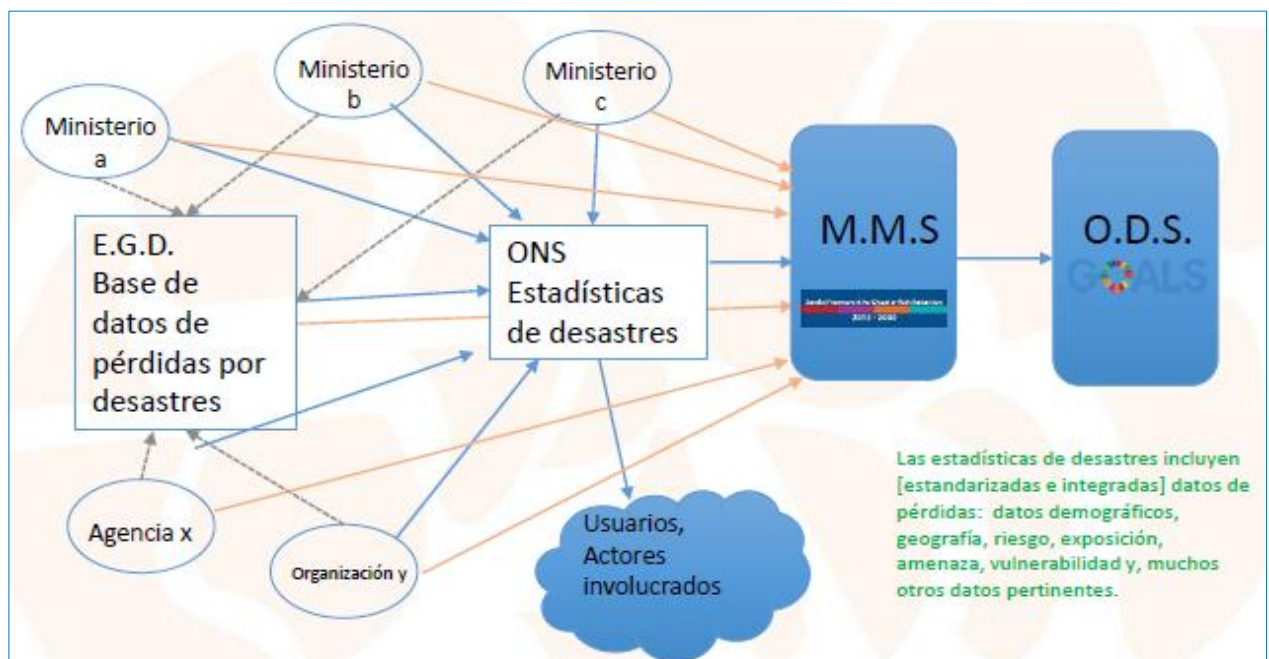 Ministerio
a
Ministerio
b
Ministerio
c
E.G.D.
Base de
datos de
pérdidas por
desastres
ONS
Estadísticas
de desastres
M.M.S
2015 - 2030
O.D.S.
GOALS
Agencia x
Organización y
Usuarios,
Actores
involucrados
Las estadísticas de desastres incluyen
[estandarizadas e integradas] datos de
pérdidas: datos demográficos,
geografía, riesgo, exposición,
amenaza, vulnerabilidad y, muchos
otros datos pertinentes.